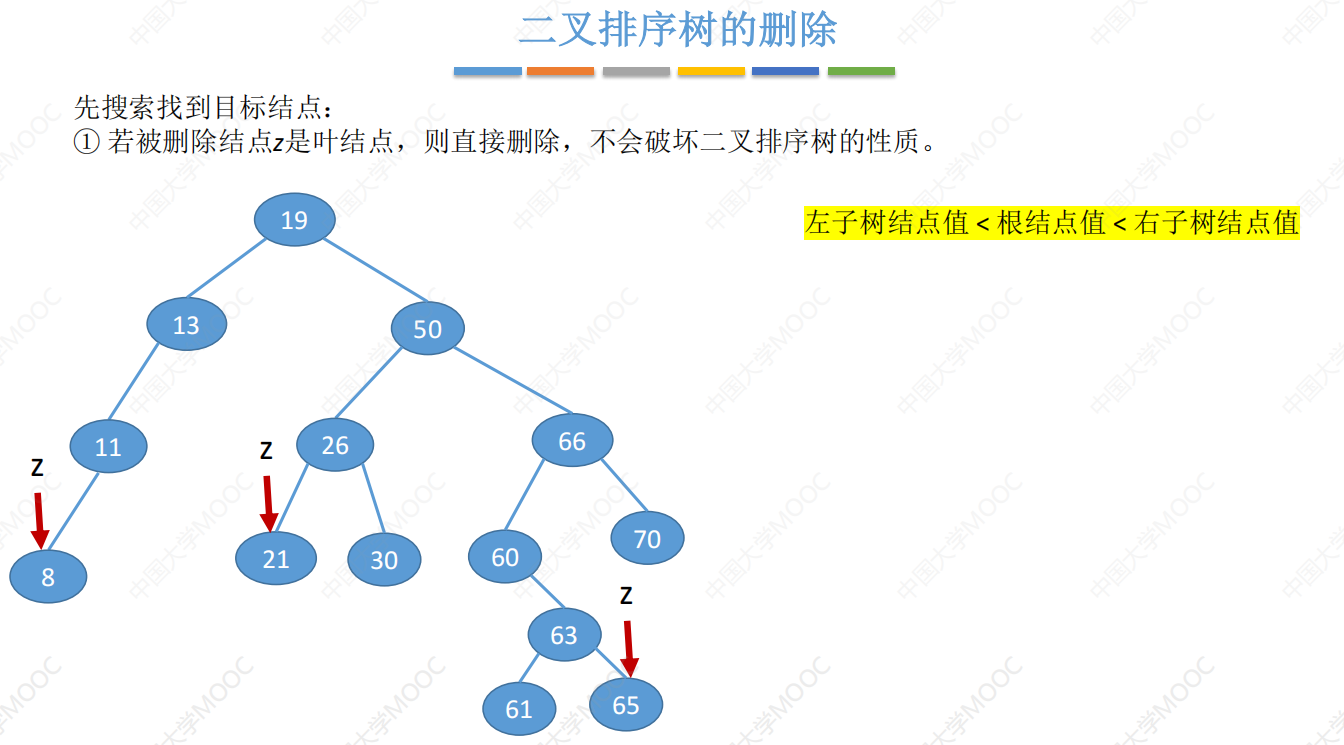 二叉排序树的删除
先搜索找到目标结点：
① 若被删除结点z是叶结点，则直接删除，不会破坏二叉排序树的性质。
左子树结点值 < 根结点值 < 右子树结点值
19
13
50
11
26
66
z
z
8
21
30
60
70
z
63
61
65
中国大学MOOC